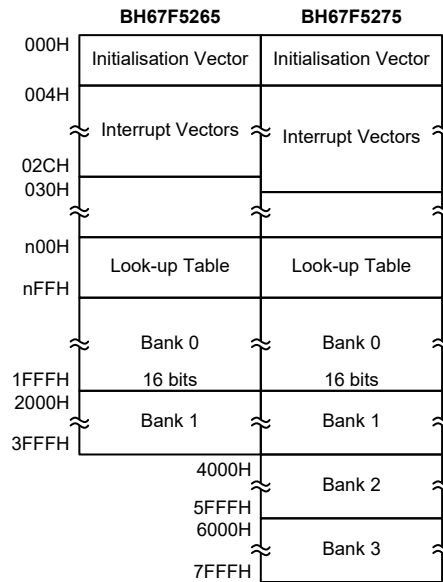 BH67F5265 BH67F5275
000H
Initialisation Vector Initialisation Vector
004H
Interrupt Vectors Interrupt Vectors
02CH
030H
n00H
Look-up Table Look-up Table
nFFH
Bank 0 Bank 0
1FFFH 16 bits 16 bits
2000H
Bank 1 Bank 1
3FFFH
4000H
Bank 2
5FFFH
6000H
Bank 3
7FFFH